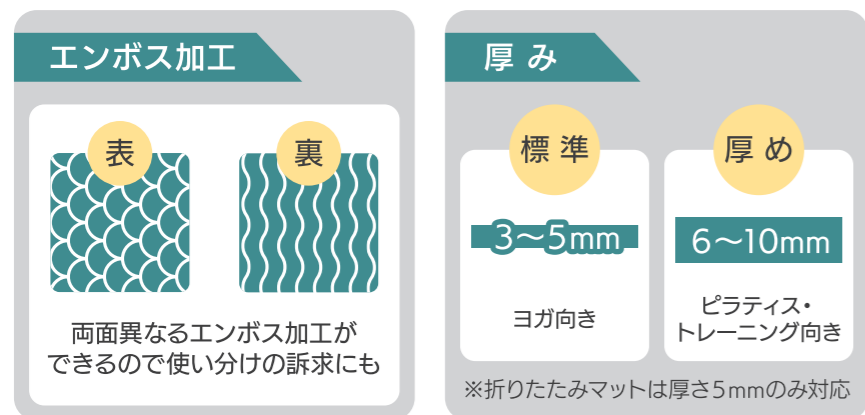 エンボス加工
表
裏
両面異なるエンボス加工が
できるので使い分けの訴求にも
厚み
標準
3〜5mm
ヨガ向き
厚め
6〜10mm
ピラティス・
トレーニング向き
※折りたたみマットは厚さ5mmのみ対応